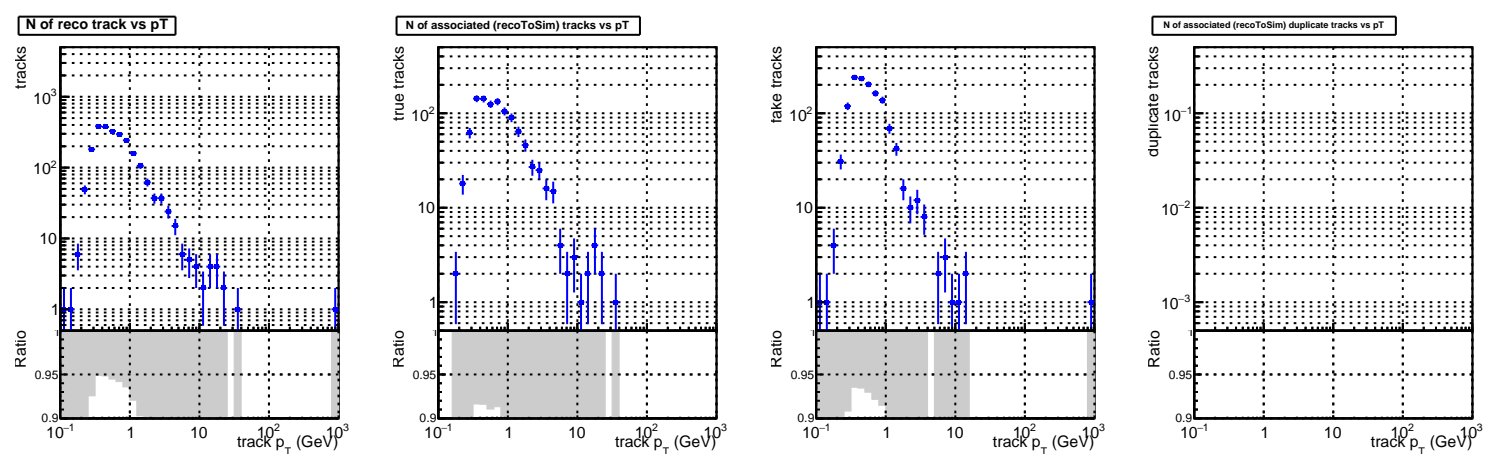 N of reco track vs pT
tracks
10³
10²
10
1
Ratio
1
0.95
0.9
10⁻¹ 1 10 10² 10³
track p_T (GeV)
N of associated (recoToSim) tracks vs pT
true tracks
10²
10
1
Ratio
1
0.95
0.9
10⁻¹ 1 10 10² 10³
track p_T (GeV)
fake tracks
10²
10
1
Ratio
1
0.95
0.9
10⁻¹ 1 10 10² 10³
track p_T (GeV)
N of associated (recoToSim) duplicate tracks vs pT
duplicate tracks
10⁻¹
10⁻²
10⁻³
Ratio
1
0.95
0.9
10⁻¹ 1 10 10² 10³
track p_T (GeV)